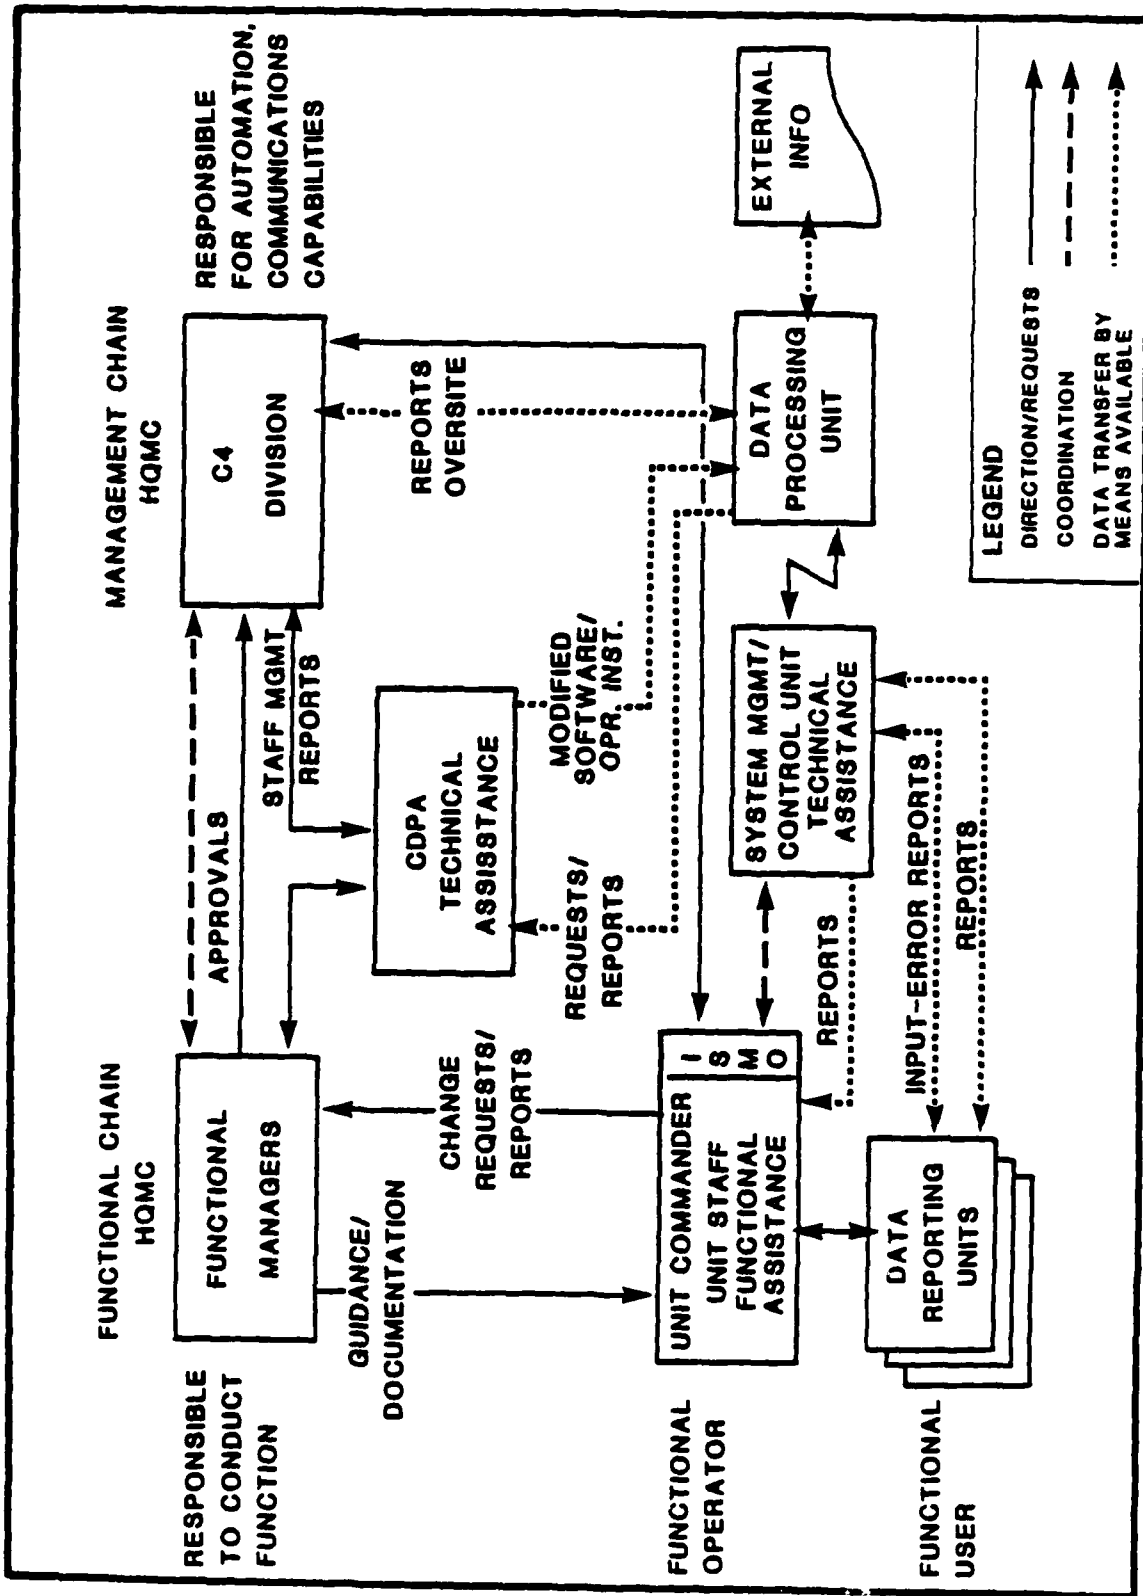 FUNCTIONAL CHAIN
HQMC
MANAGEMENT CHAIN
HQMC
RESPONSIBLE
TO CONDUCT
FUNCTION
FUNCTIONAL
MANAGERS
APPROVALS
STAFF MGMT
REPORTS
C4
DIVISION
RESPONSIBLE
FOR AUTOMATION,
COMMUNICATIONS
CAPABILITIES
GUIDANCE/
DOCUMENTATION
CHANGE
REQUESTS/
REPORTS
CDPA
TECHNICAL
ASSISSTANCE
REPORTS
OVERSITE
REQUESTS/
REPORTS
MODIFIED
SOFTWARE/
OPR. INST.
FUNCTIONAL
OPERATOR
UNIT COMMANDER
UNIT STAFF
FUNCTIONAL
ASSISTANCE
I
S
M
O
SYSTEM MGMT/
CONTROL UNIT
TECHNICAL
ASSISTANCE
DATA
PROCESSING
UNIT
EXTERNAL
INFO
REPORTS
INPUT-ERROR REPORTS
REPORTS
FUNCTIONAL
USER
DATA
REPORTING
UNITS
LEGEND
DIRECTION/REQUESTS
COORDINATION
DATA TRANSFER BY
MEANS AVAILABLE